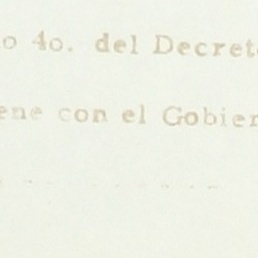 o 4o. del Decreto
ene con el Gobier